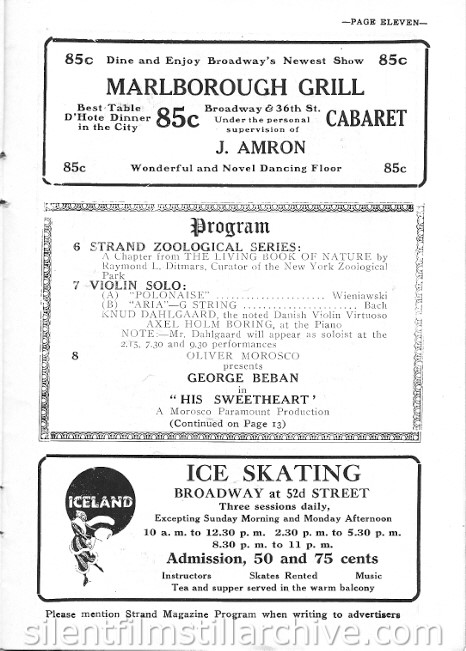 —PAGE ELEVEN—
85c Dine and Enjoy Broadway's Newest Show 85c
MARLBOROUGH GRILL
Best Table D'Hote Dinner in the City
85c
Broadway & 36th St.
Under the personal supervision of
CABARET
J. AMRON
85c Wonderful and Novel Dancing Floor 85c
Program
6 STRAND ZOOLOGICAL SERIES:
A Chapter from THE LIVING BOOK OF NATURE by
Raymond L. Ditmars, Curator of the New York Zoological
Park
7 VIOLIN SOLO:
(A) "POLONAISE" ........................ Wieniawski
(B) "ARIA"—G STRING ........................ Bach
KNUD DAHLGAARD, the noted Danish Violin Virtuoso
AXEL HOLM BORING, at the Piano
NOTE:—Mr. Dahlgaard will appear as soloist at the
2.15, 7.30 and 9.30 performances
8 OLIVER MOROSCO
presents
GEORGE BEBAN
in
"HIS SWEETHEART'
A Morosco Paramount Production
(Continued on Page 13)
ICELAND
ICE SKATING
BROADWAY at 52d STREET
Three sessions daily,
Excepting Sunday Morning and Monday Afternoon
10 a. m. to 12.30 p. m. 2.30 p. m. to 5.30 p. m.
8.30 p. m. to 11 p. m.
Admission, 50 and 75 cents
Instructors Skates Rented Music
Tea and supper served in the warm balcony
Please mention Strand Magazine Program when writing to advertisers
silentfilmstillarchive.com